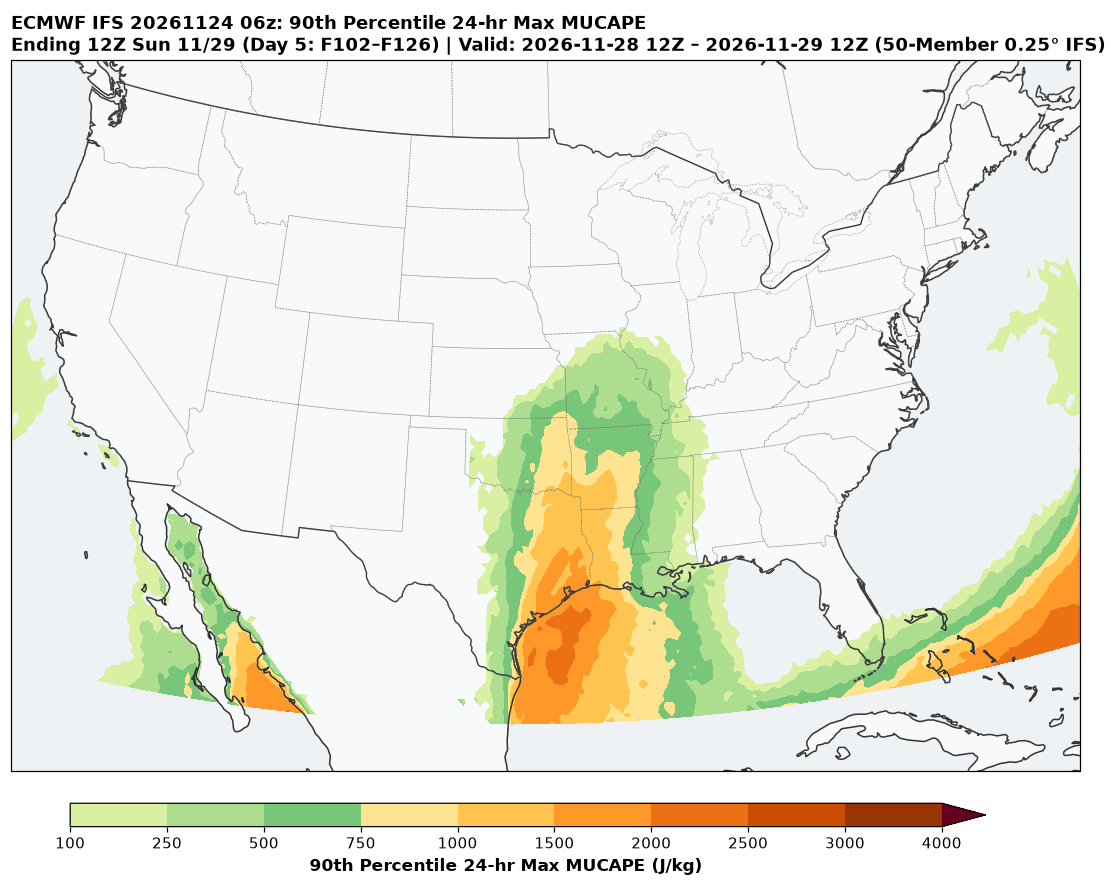 ECMWF IFS 20261124 06z: 90th Percentile 24-hr Max MUCAPE
Ending 12Z Sun 11/29 (Day 5: F102–F126) | Valid: 2026-11-28 12Z – 2026-11-29 12Z (50-Member 0.25° IFS)
100 250 500 750 1000 1500 2000 2500 3000 4000
90th Percentile 24-hr Max MUCAPE (J/kg)